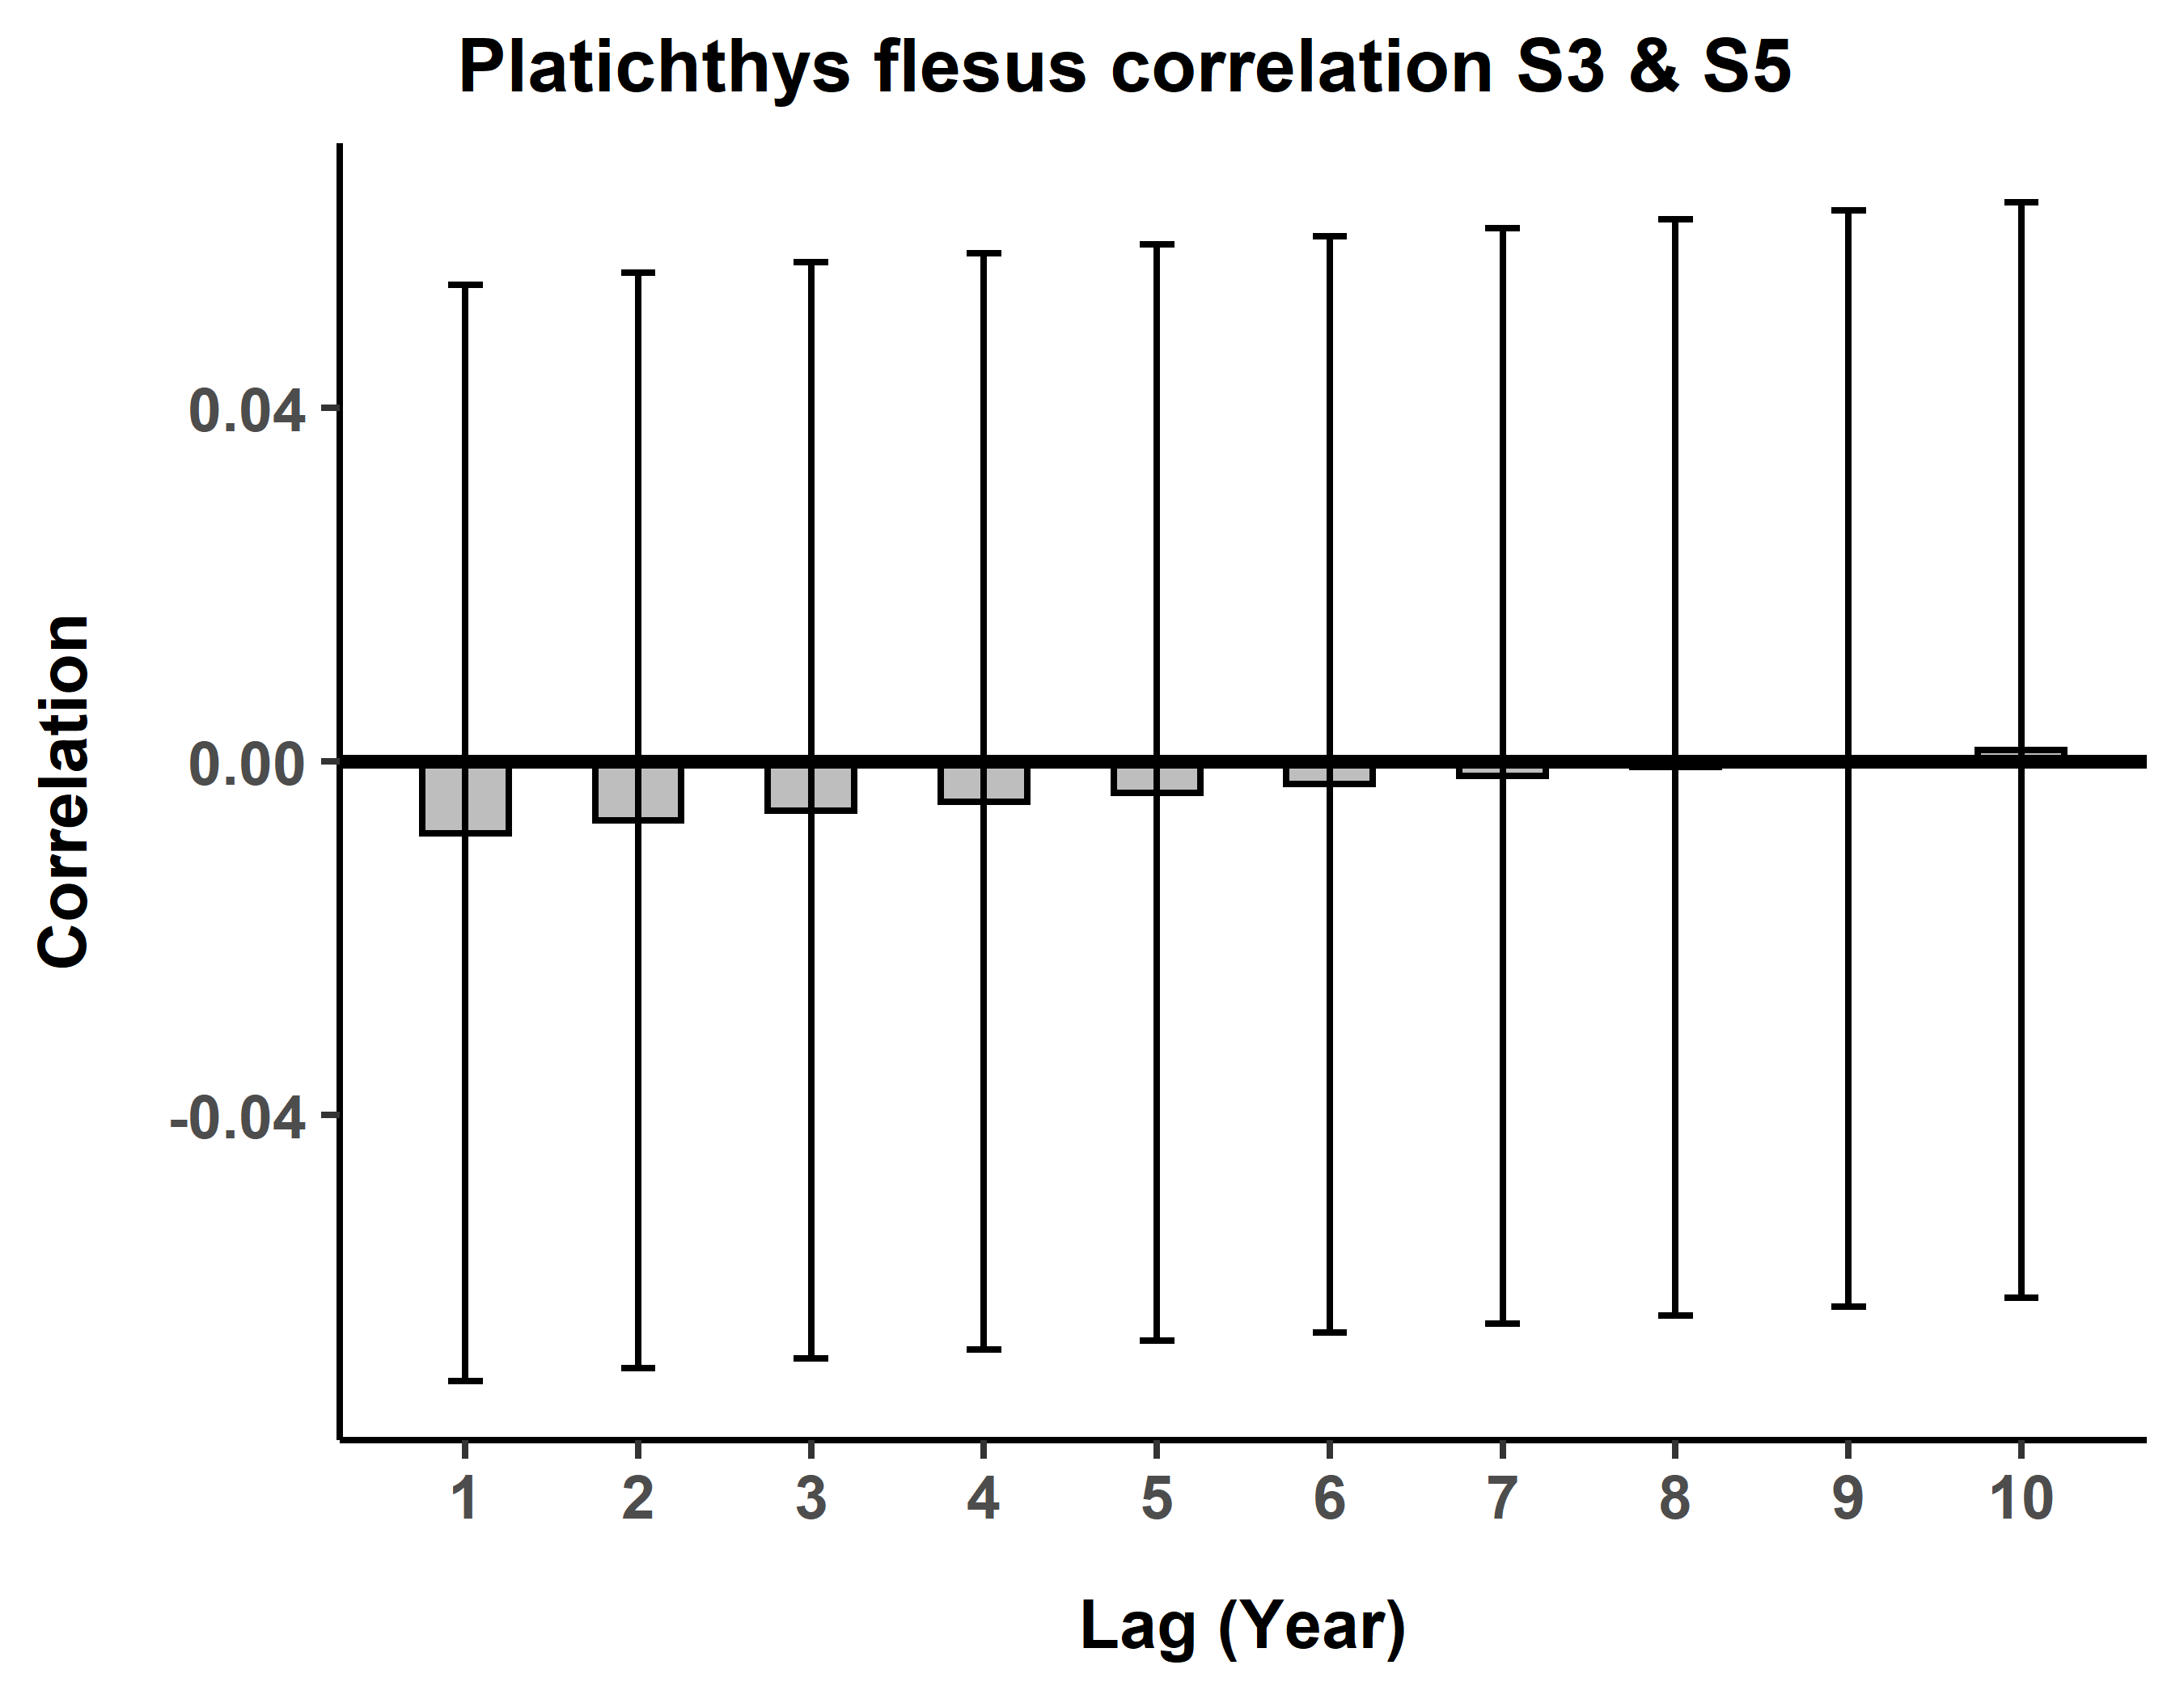 Platichthys flesus correlation S3 & S5
Correlation
0.04
0.00
-0.04
1 2 3 4 5 6 7 8 9 10
Lag (Year)